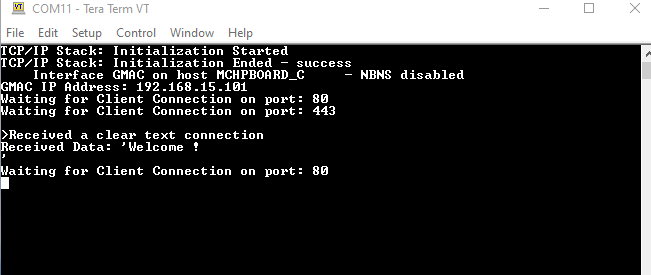 COM11 - Tera Term VT
File Edit Setup Control Window Help
TCP/IP Stack: Initialization Started
TCP/IP Stack: Initialization Ended - success
    Interface GMAC on host MCHPBOARD_C     - NBNS disabled
GMAC IP Address: 192.168.15.101
Waiting for Client Connection on port: 80
Waiting for Client Connection on port: 443
>Received a clear text connection
Received Data: 'Welcome !
'
Waiting for Client Connection on port: 80